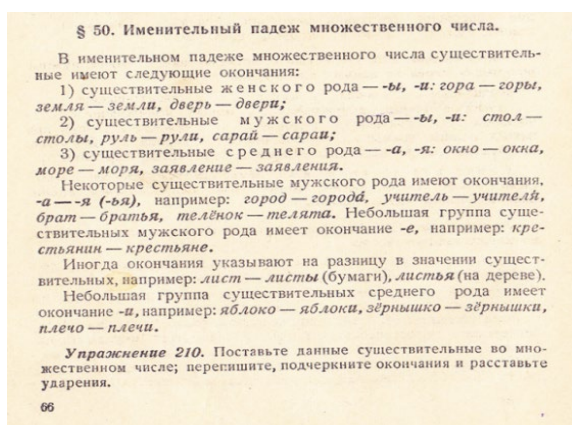 § 50. Именительный падеж множественного числа.
В именительном падеже множественного числа существитель-
ные имеют следующие окончания:
1) существительные женского рода — -ы, -и: гора — горы,
земля — земли, дверь — двери;
2) существительные мужского рода — -ы, -и: стол —
столы, руль — рули, сарай — сараи;
3) существительные среднего рода — -а, -я: окно — окна,
море — моря, заявление — заявления.
Некоторые существительные мужского рода имеют окончания,
-а — -я (-ья), например: город — города́, учитель — учителя́,
брат — братья, телёнок — телята. Небольшая группа суще-
ствительных мужского рода имеет окончание -е, например: кре-
стьянин — крестьяне.
Иногда окончания указывают на разницу в значении сущест-
вительных, например: лист — листы (бумаги), листья (на дереве).
Небольшая группа существительных среднего рода имеет
окончание -и, например: яблоко — яблоки, зёрнышко — зёрнышки,
плечо — плечи.
Упражнение 210. Поставьте данные существительные во мно-
жественном числе; перепишите, подчеркните окончания и расставьте
ударения.
66